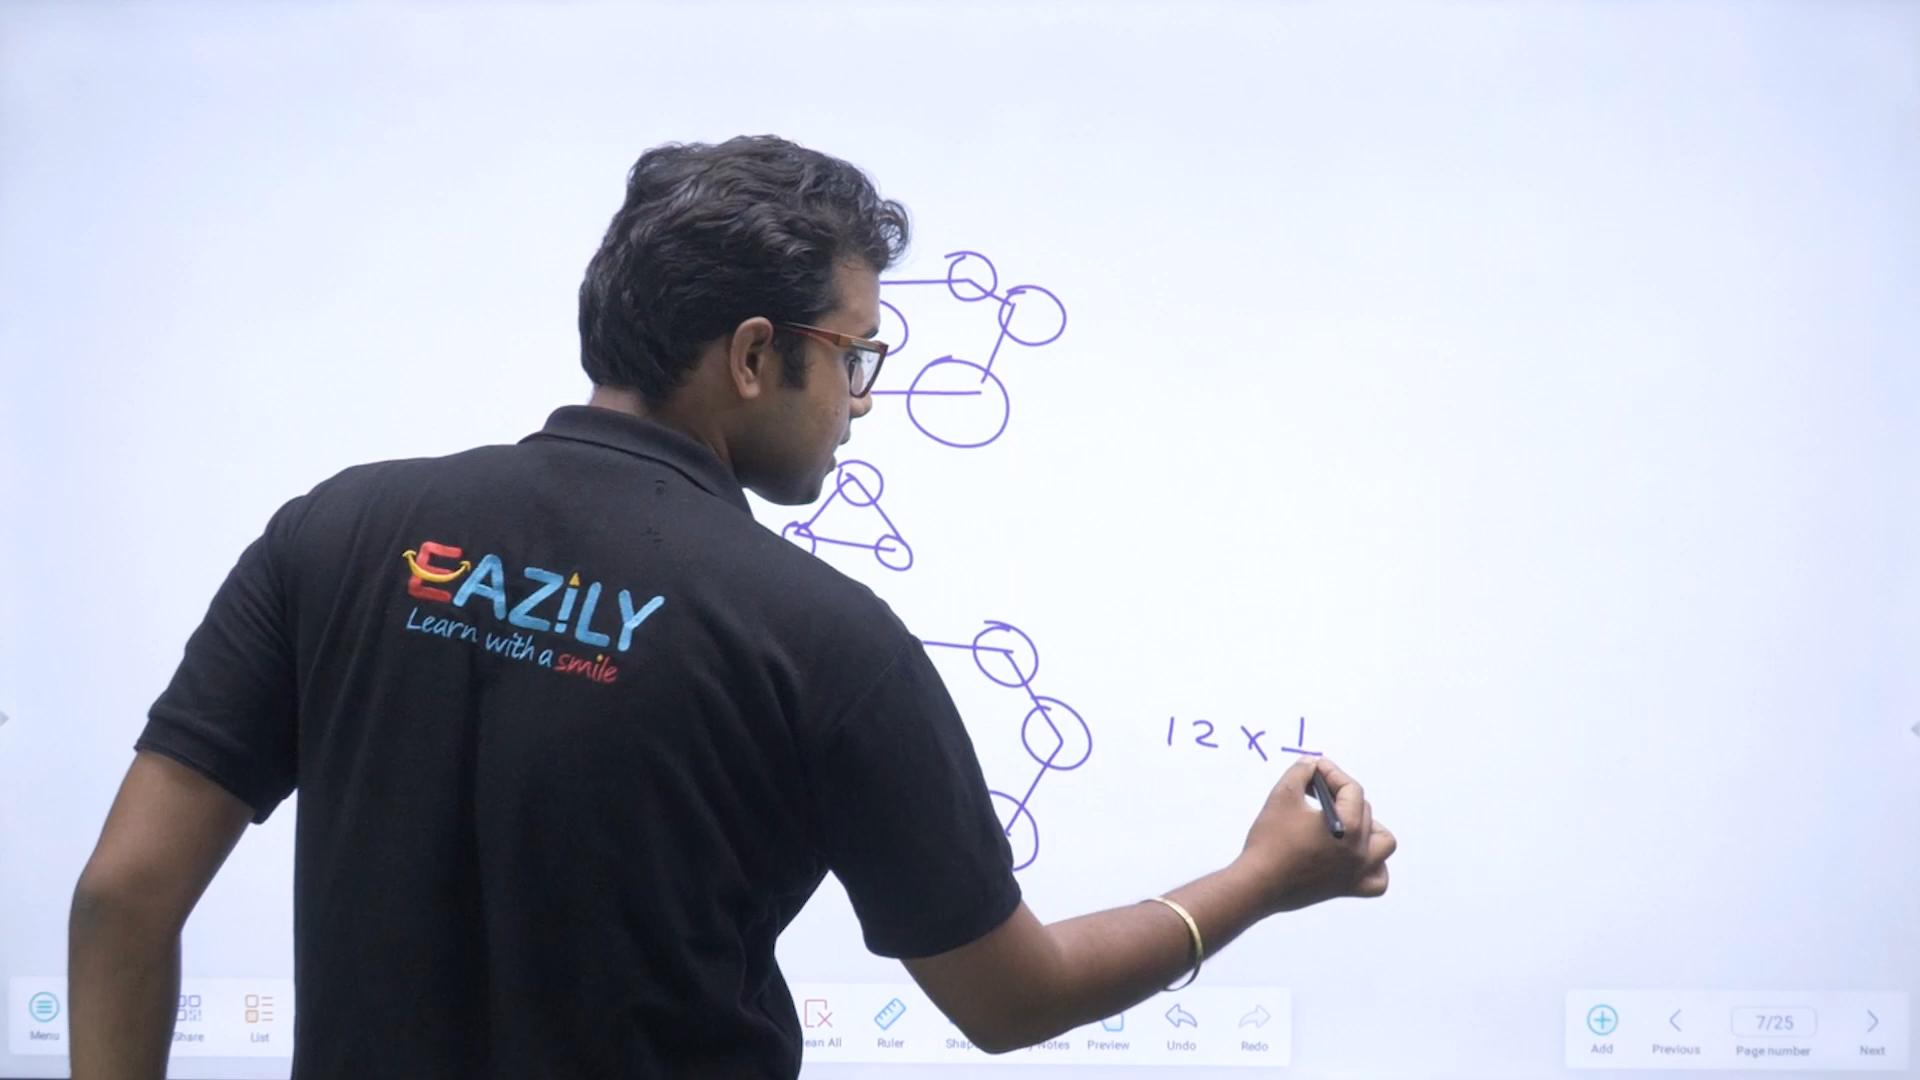 EAZiLY
Learn with a smile
12 × 1
Menu
Share
List
Ruler
Preview
Undo
Redo
Add
Previous
7/25
Page number
Next